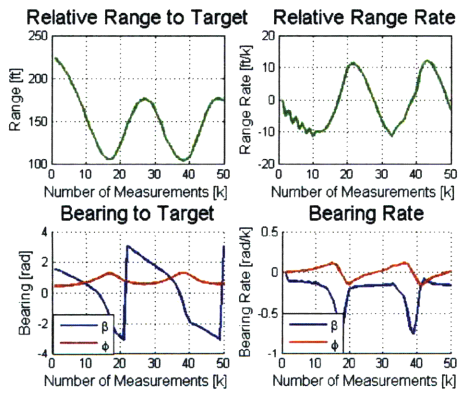 Relative Range to Target
Range [ft]
250
200
150
100
0 10 20 30 40 50
Number of Measurements [k]
Relative Range Rate
Range Rate [ft/k]
20
10
0
-10
-20
0 10 20 30 40 50
Number of Measurements [k]
Bearing to Target
Bearing [rad]
4
2
0
-2
-4
β
ϕ
0 10 20 30 40 50
Number of Measurements [k]
Bearing Rate
Bearing Rate [rad/k]
0.5
0
-0.5
-1
β
ϕ
0 10 20 30 40 50
Number of Measurements [k]